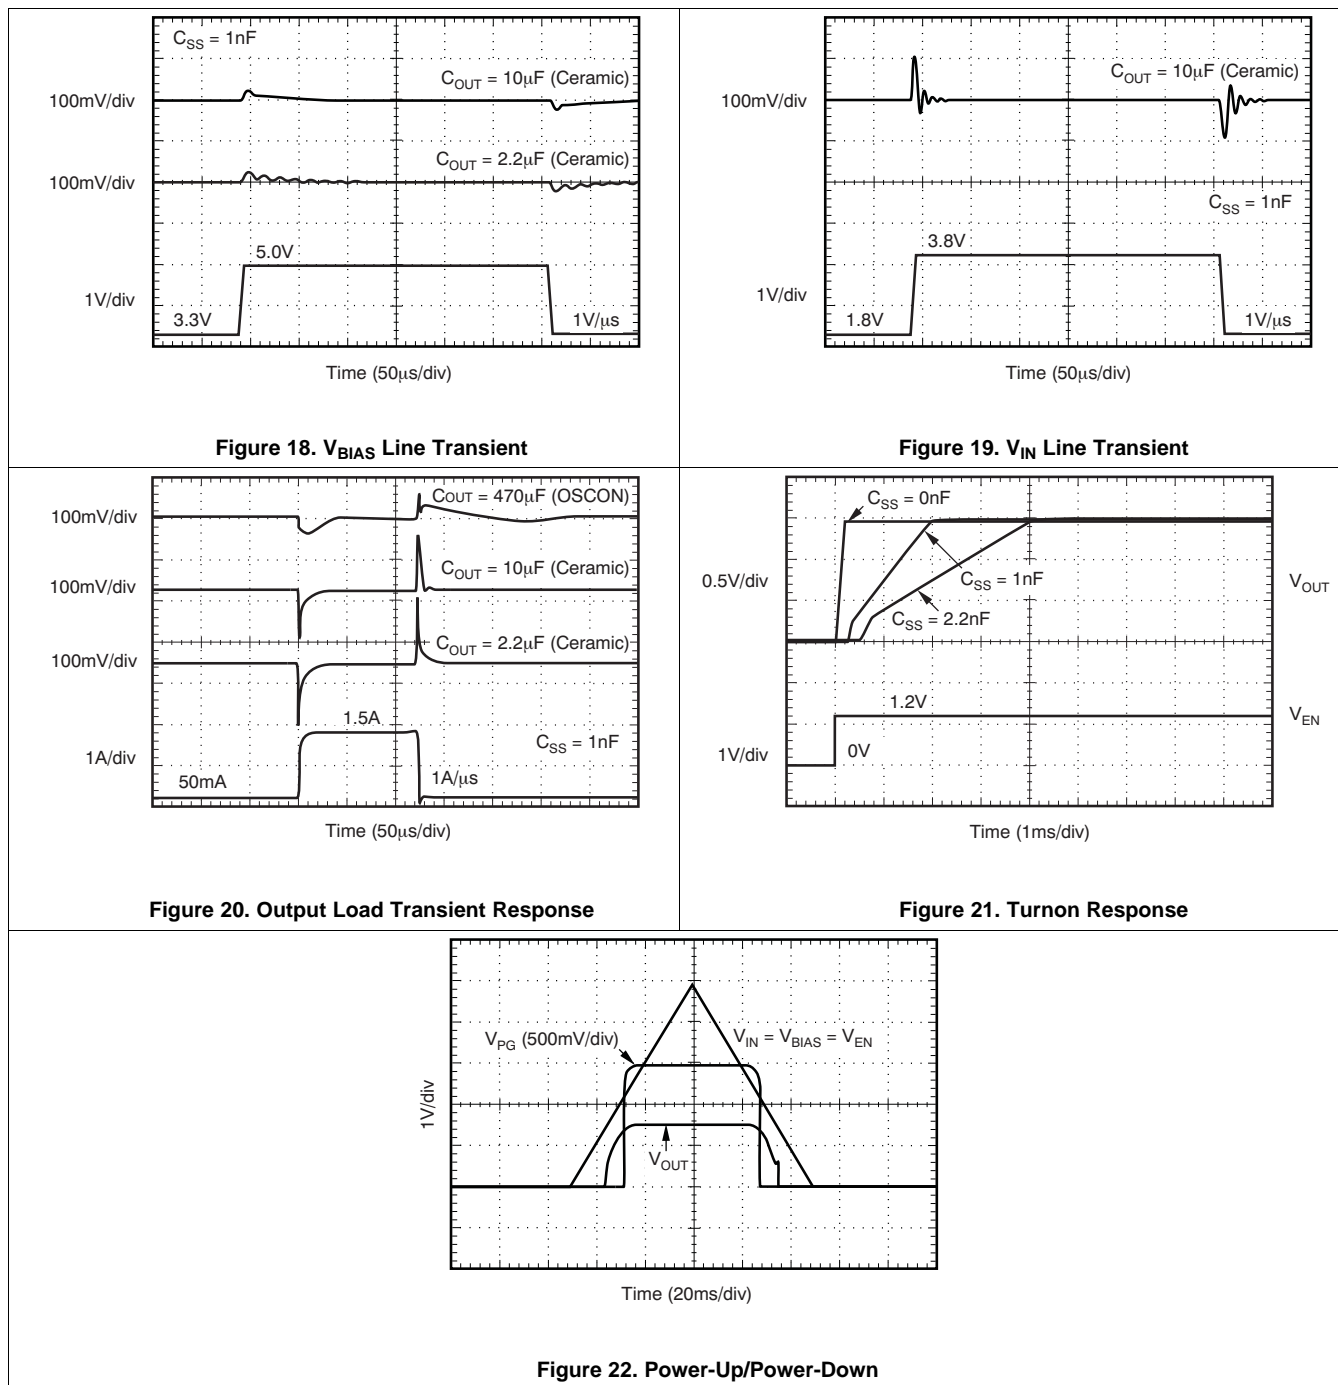 C_SS = 1nF
C_OUT = 10μF (Ceramic)
100mV/div
C_OUT = 2.2μF (Ceramic)
100mV/div
5.0V
1V/div
3.3V
1V/μs
Time (50μs/div)
Figure 18. V_BIAS Line Transient
C_OUT = 10μF (Ceramic)
100mV/div
C_SS = 1nF
3.8V
1V/div
1.8V
1V/μs
Time (50μs/div)
Figure 19. V_IN Line Transient
C_OUT = 470μF (OSCON)
100mV/div
C_OUT = 10μF (Ceramic)
100mV/div
C_OUT = 2.2μF (Ceramic)
100mV/div
1.5A
C_SS = 1nF
1A/div
50mA
1A/μs
Time (50μs/div)
Figure 20. Output Load Transient Response
C_SS = 0nF
0.5V/div
C_SS = 1nF
V_OUT
C_SS = 2.2nF
1.2V
V_EN
1V/div
0V
Time (1ms/div)
Figure 21. Turnon Response
V_PG (500mV/div)
V_IN = V_BIAS = V_EN
1V/div
V_OUT
Time (20ms/div)
Figure 22. Power-Up/Power-Down